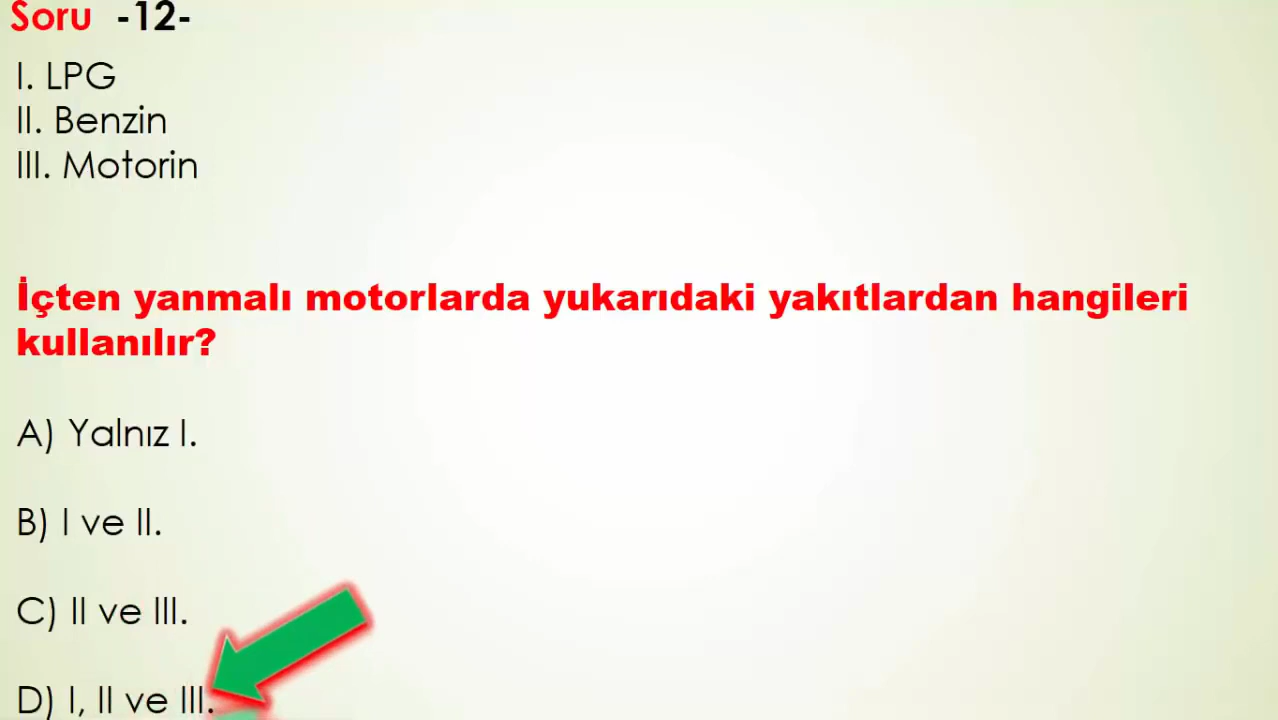 Soru -12-
I. LPG
II. Benzin
III. Motorin
İçten yanmalı motorlarda yukarıdaki yakıtlardan hangileri
kullanılır?
A) Yalnız I.
B) I ve II.
C) II ve III.
D) I, II ve III.